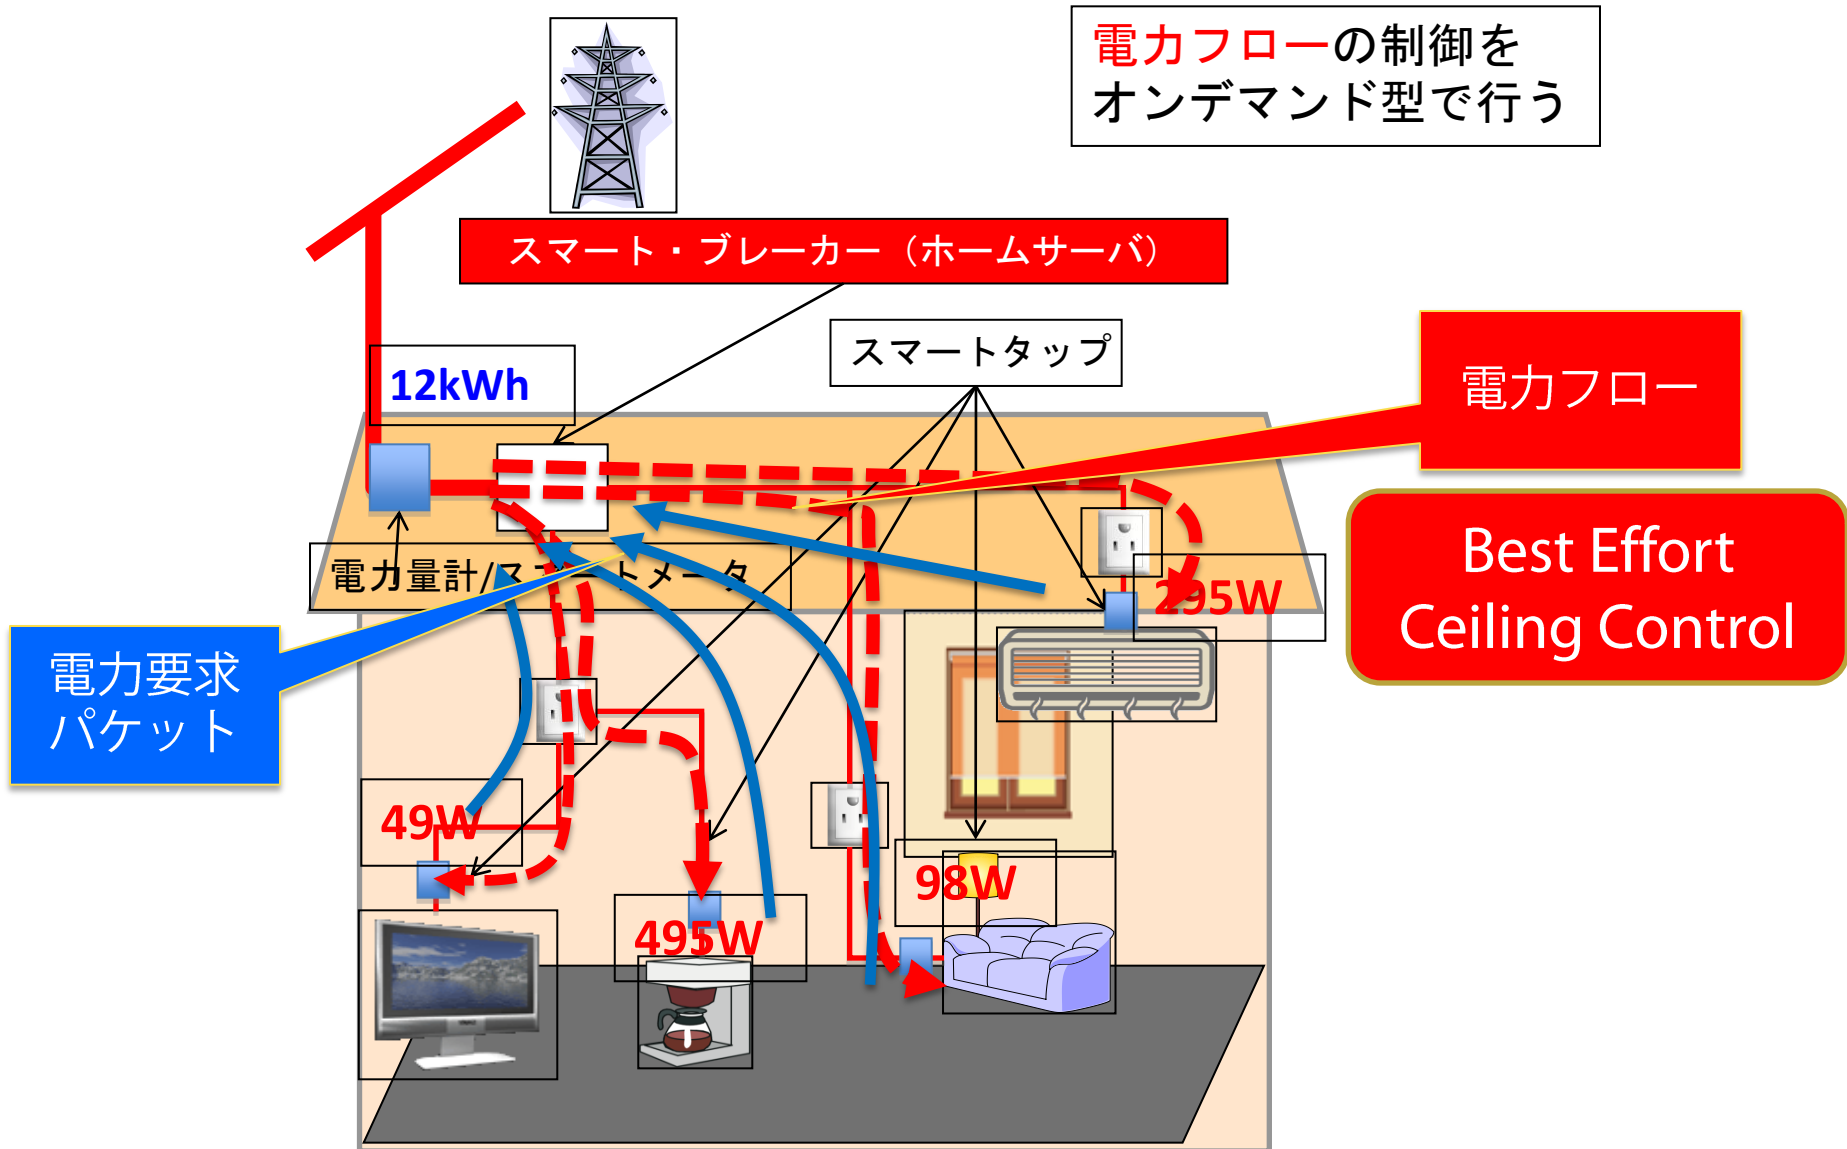 電力フローの制御を
オンデマンド型で行う
スマート・ブレーカー（ホームサーバ）
スマートタップ
12kWh
電力フロー
Best Effort
Ceiling Control
電力量計/スマートメータ
295W
電力要求
パケット
49W
98W
495W